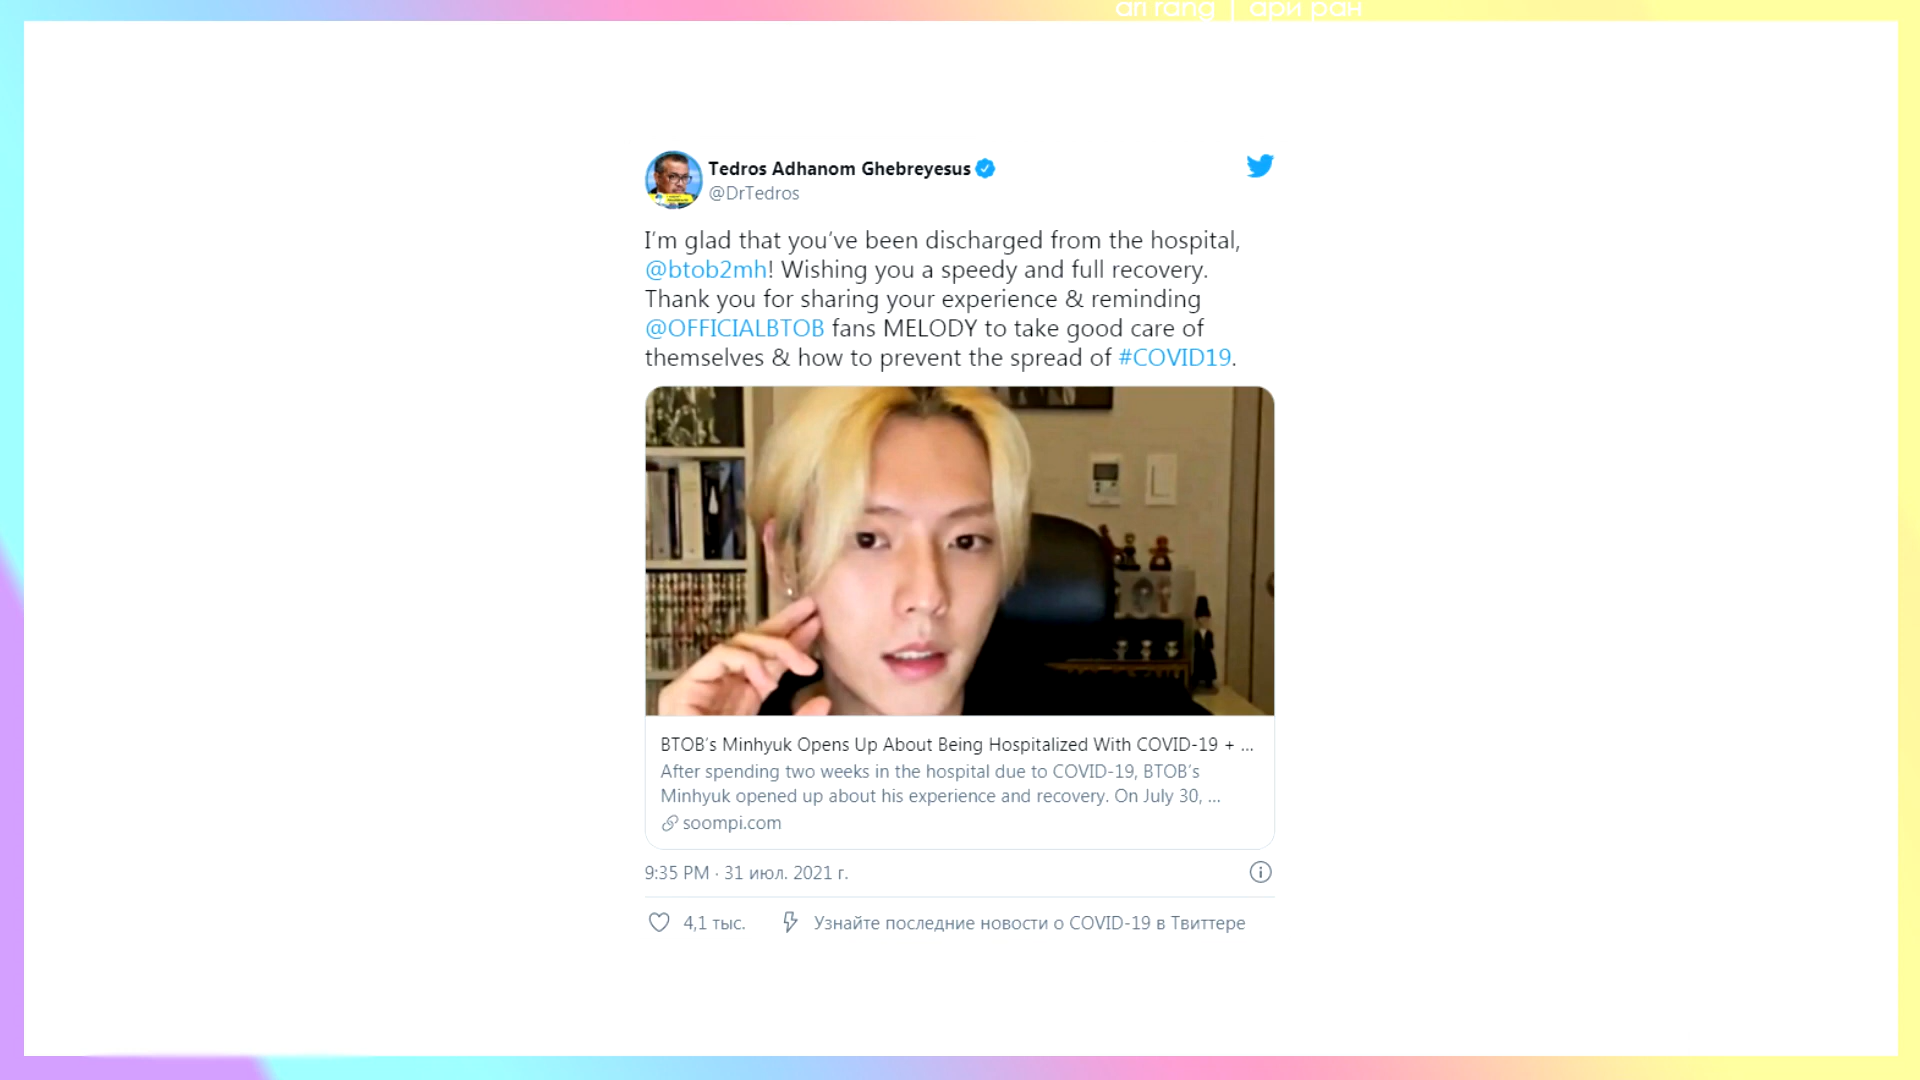 ari rang | ари ран
Tedros Adhanom Ghebreyesus
@DrTedros
I’m glad that you’ve been discharged from the hospital,
@btob2mh! Wishing you a speedy and full recovery.
Thank you for sharing your experience & reminding
@OFFICIALBTOB fans MELODY to take good care of
themselves & how to prevent the spread of #COVID19.
BTOB’s Minhyuk Opens Up About Being Hospitalized With COVID-19 + ...
After spending two weeks in the hospital due to COVID-19, BTOB’s
Minhyuk opened up about his experience and recovery. On July 30, ...
soompi.com
9:35 PM · 31 июл. 2021 г.
4,1 тыс. Узнайте последние новости о COVID-19 в Твиттере